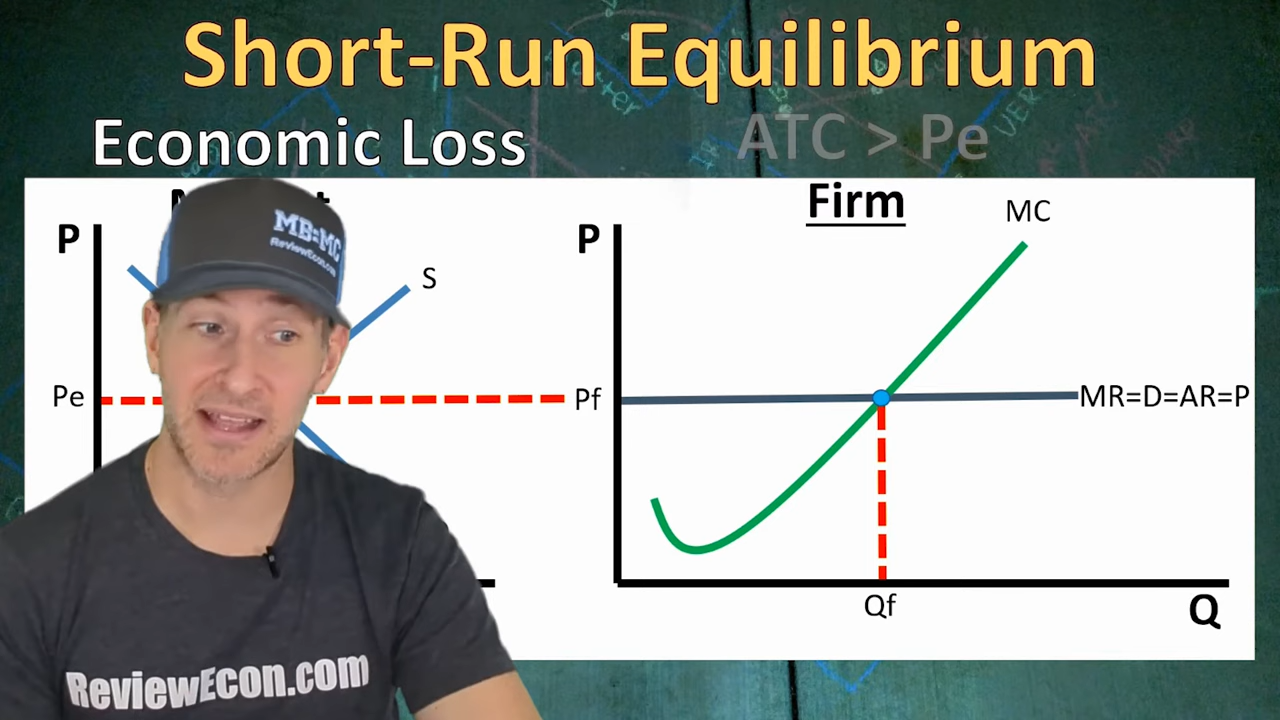 Short-Run Equilibrium
Economic Loss
ATC > Pe
Firm
P
S
Pe
P
MC
Pf
MR=D=AR=P
Qf
Q
MB=MC
ReviewEcon.com
ReviewEcon.com